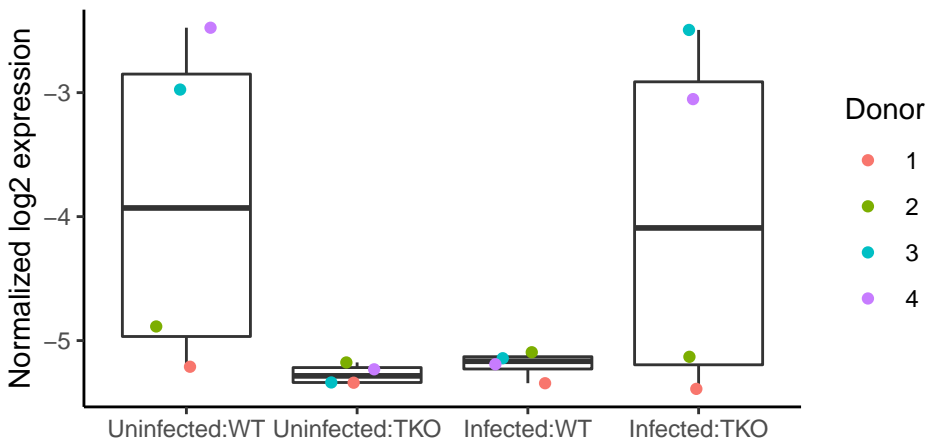 Normalized log2 expression
−3
−4
−5
Uninfected:WT Uninfected:TKO Infected:WT Infected:TKO
Donor
1
2
3
4